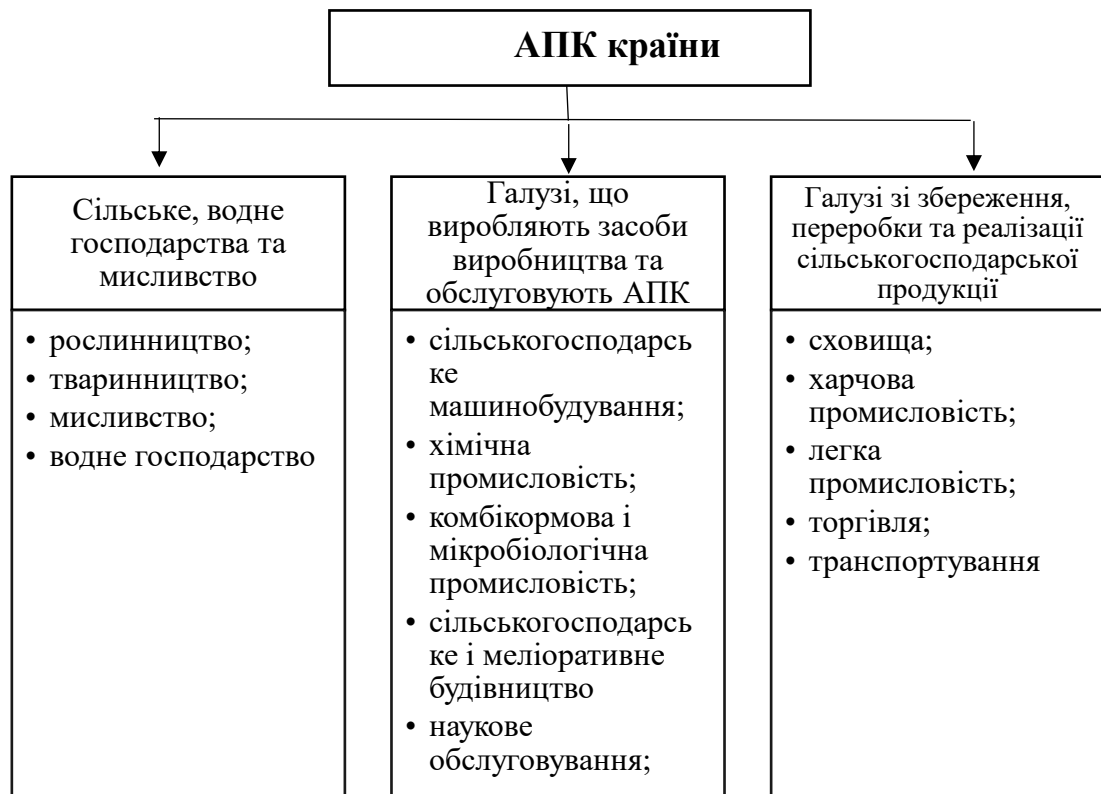 АПК країни
Сільське, водне
господарства та
мисливство
• рослинництво;
• тваринництво;
• мисливство;
• водне господарство
Галузі, що
виробляють засоби
виробництва та
обслуговують АПК
• сільськогосподарсь
ке
машинобудування;
• хімічна
промисловість;
• комбікормова і
мікробіологічна
промисловість;
• сільськогосподарсь
ке і меліоративне
будівництво
• наукове
обслуговування;
Галузі зі збереження,
переробки та реалізації
сільськогосподарської
продукції
• сховища;
• харчова
промисловість;
• легка
промисловість;
• торгівля;
• транспортування